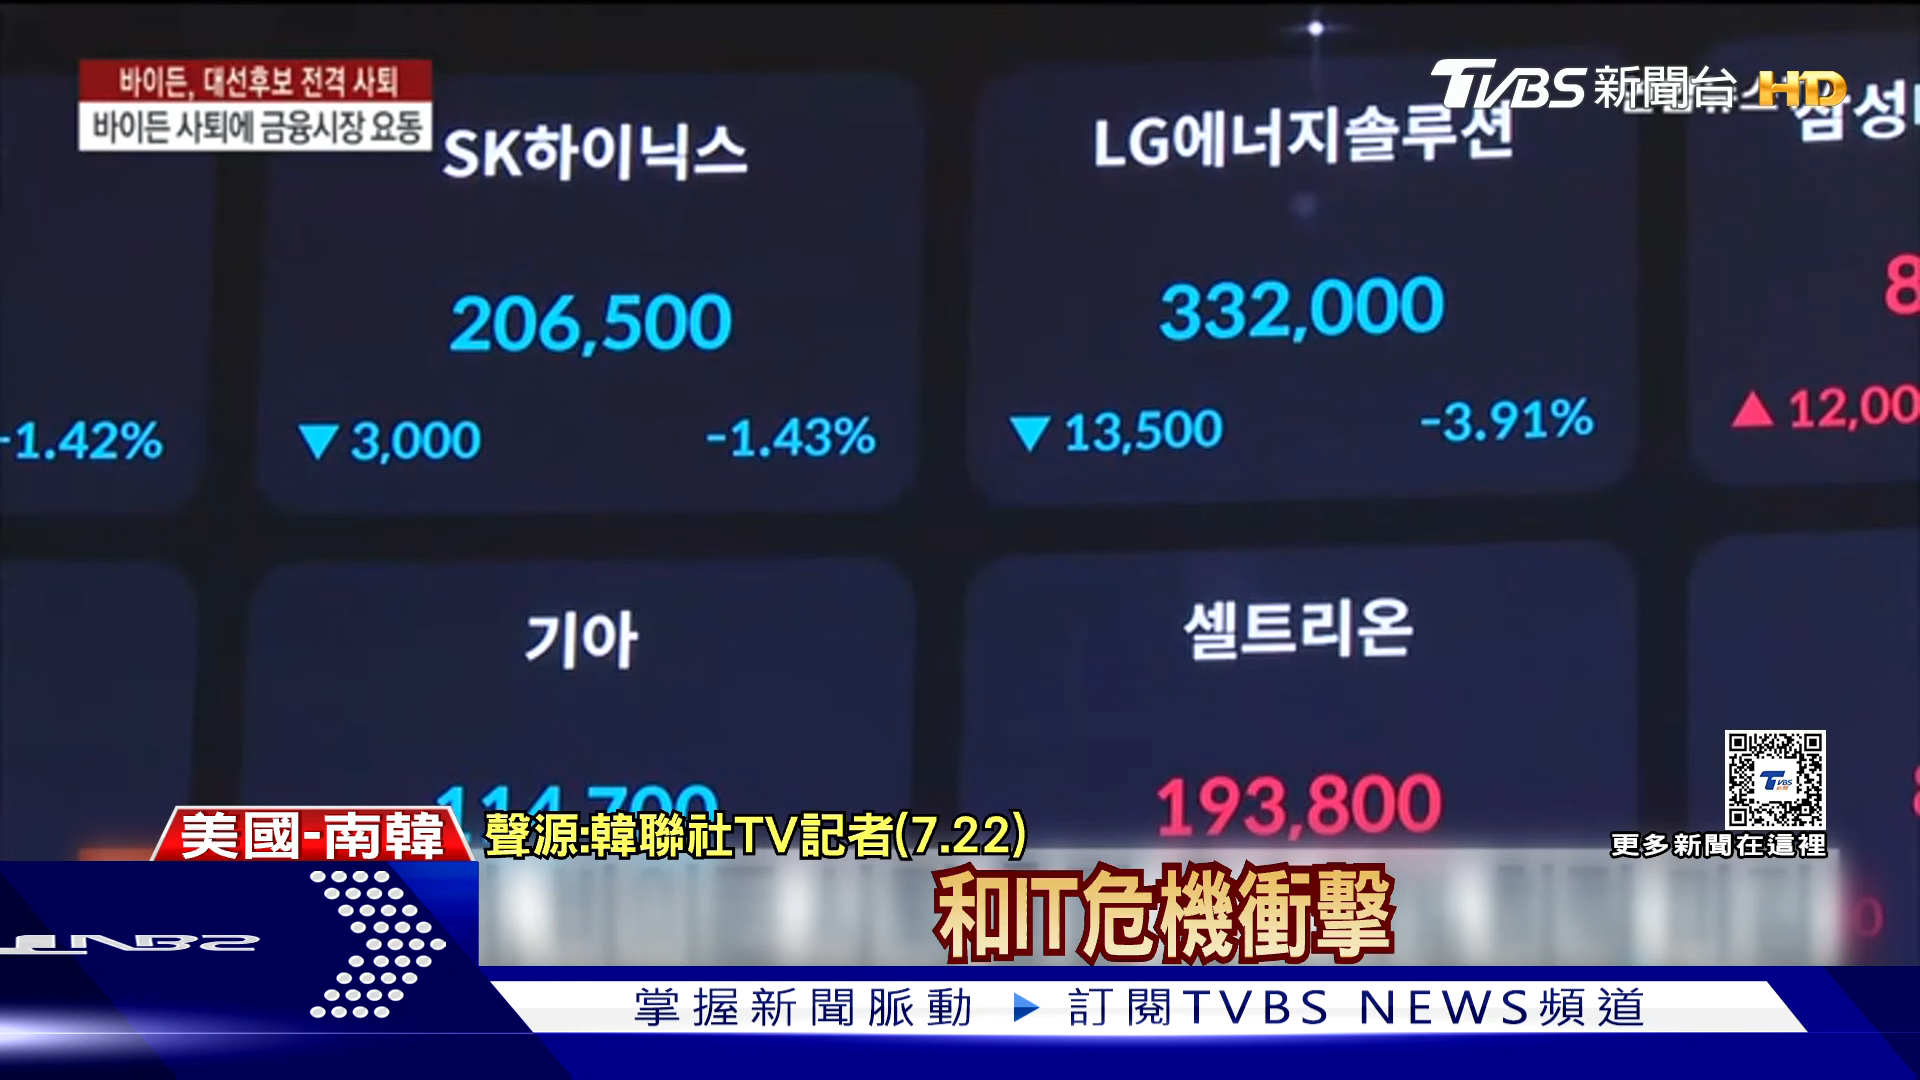 바이든, 대선후보 전격 사퇴
바이든 사퇴에 금융시장 요동
TVBS新聞台 HD
SK하이닉스
206,500
▼3,000 -1.43%
LG에너지솔루션
332,000
▼13,500 -3.91%
-1.42%
▲12,00
기아
114,700
셀트리온
193,800
TVBS
更多新聞在這裡
美國-南韓
聲源:韓聯社TV記者(7.22)
和IT危機衝擊
掌握新聞脈動 ▶ 訂閱TVBS NEWS頻道